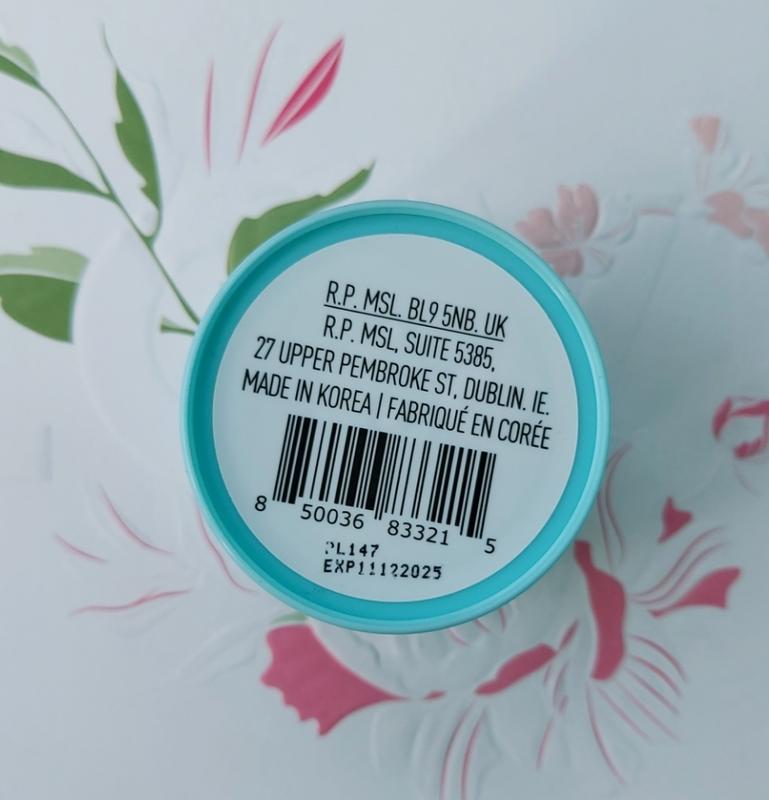 R.P. MSL. BL9 5NB. UK
R.P. MSL, SUITE 5385,
27 UPPER PEMBROKE ST, DUBLIN. IE.
MADE IN KOREA | FABRIQUÉ EN CORÉE
8 50036 83321 5
EXP11122025